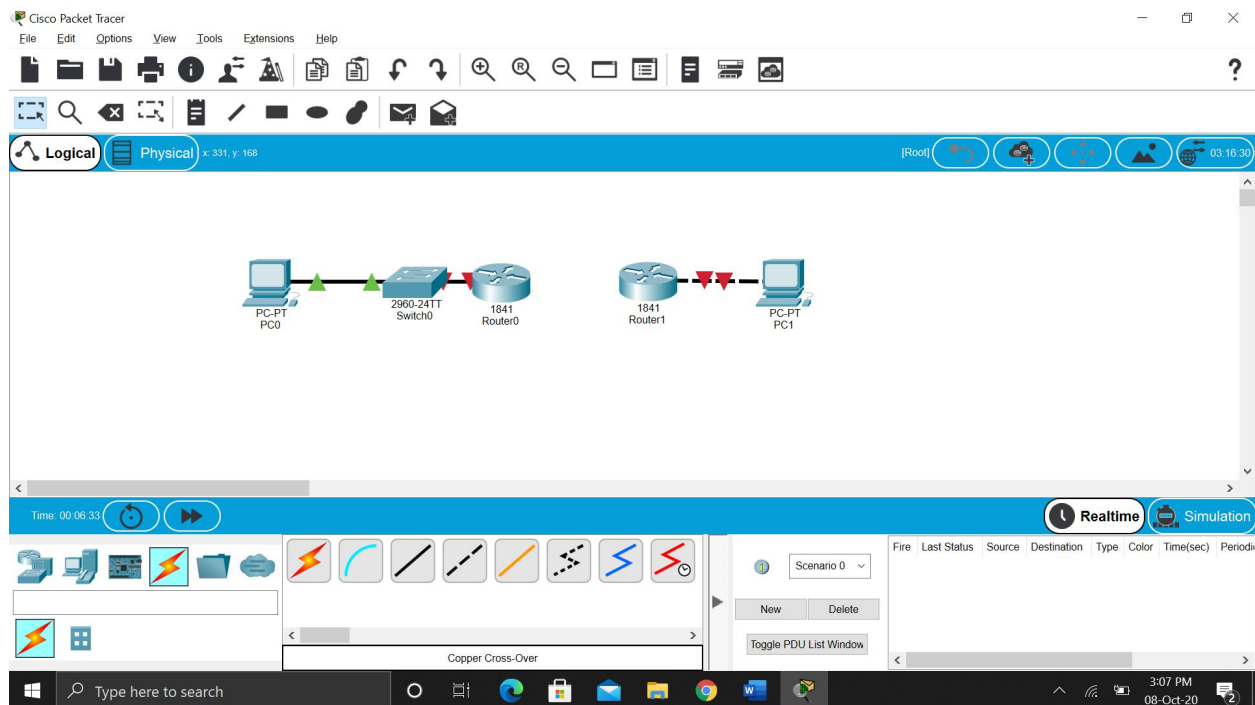 Cisco Packet Tracer
File Edit Options View Tools Extensions Help
?
Logical Physical x: 331, y: 168 [Root] 03:16:30
PC-PT
PC0
2960-24TT
Switch0
1841
Router0
1841
Router1
PC-PT
PC1
Time: 00:06:33 Realtime Simulation
Scenario 0
New Delete
Toggle PDU List Window
Fire Last Status Source Destination Type Color Time(sec) Periodi
Copper Cross-Over
Type here to search
3:07 PM
08-Oct-20
2